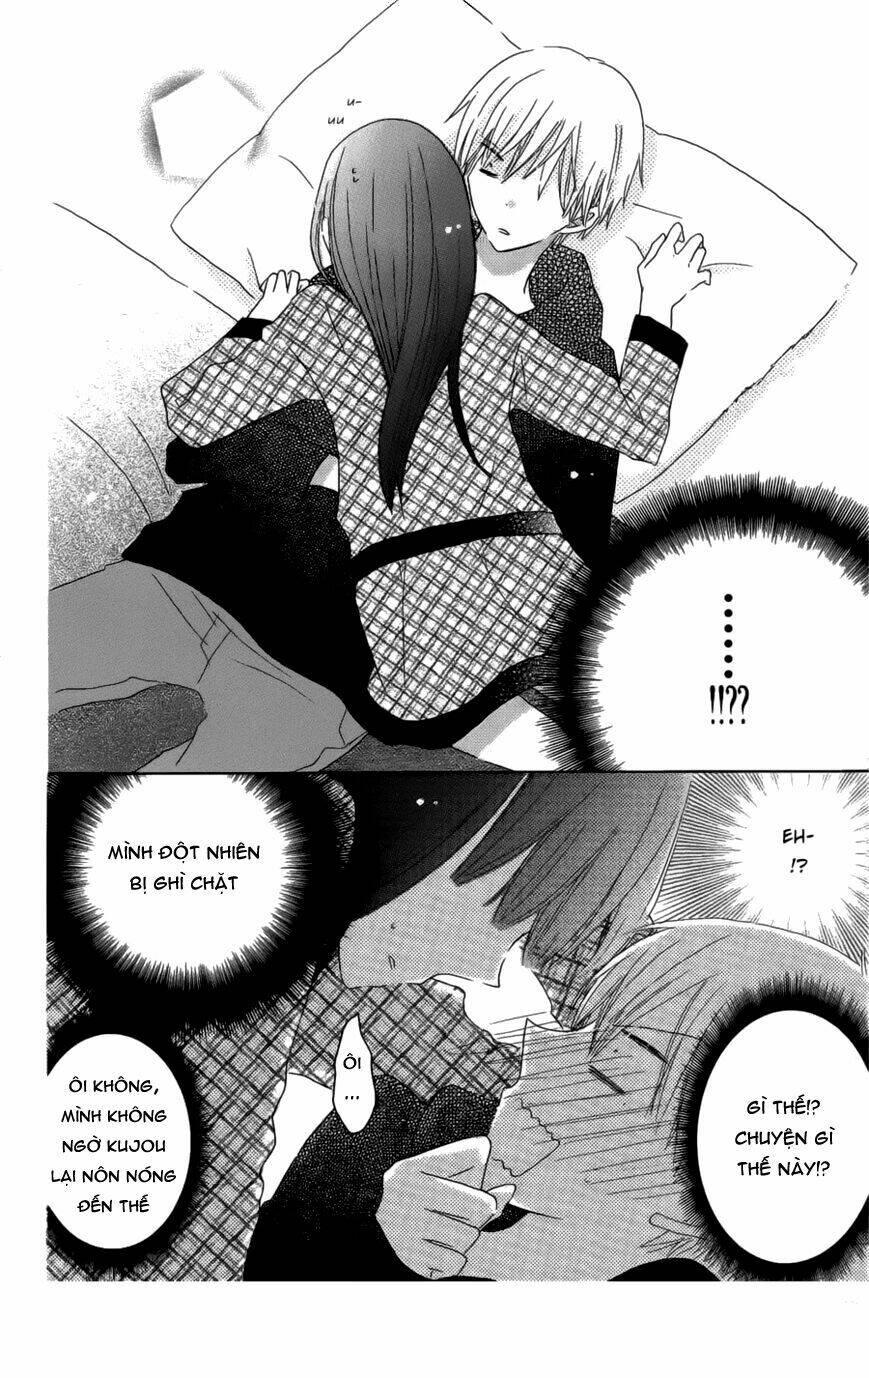 U-
UU
......
!!??
EH-
!?
MÌNH ĐỘT NHIÊN
BỊ GHÌ CHẶT
ÔI
...
GÌ THẾ!?
CHUYỆN GÌ
THẾ NÀY!?
ÔI KHÔNG,
MÌNH KHÔNG
NGỜ KUJOU
LẠI NÔN NÓNG
ĐẾN THẾ